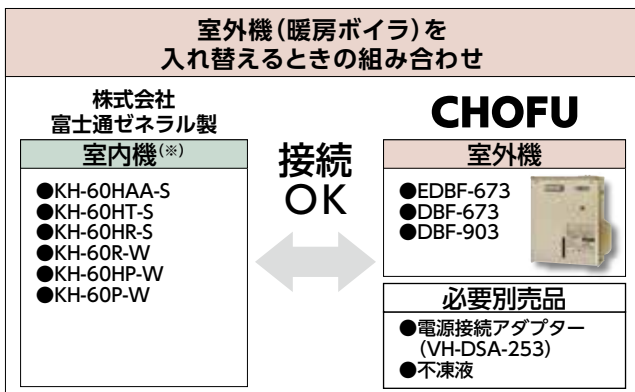 室外機(暖房ボイラ)を
入れ替えるときの組み合わせ
株式会社
富士通ゼネラル製
室内機(※)
●KH-60HAA-S
●KH-60HT-S
●KH-60HR-S
●KH-60R-W
●KH-60HP-W
●KH-60P-W
接続
OK
CHOFU
室外機
●EDBF-673
●DBF-673
●DBF-903
必要別売品
●電源接続アダプター
(VH-DSA-253)
●不凍液